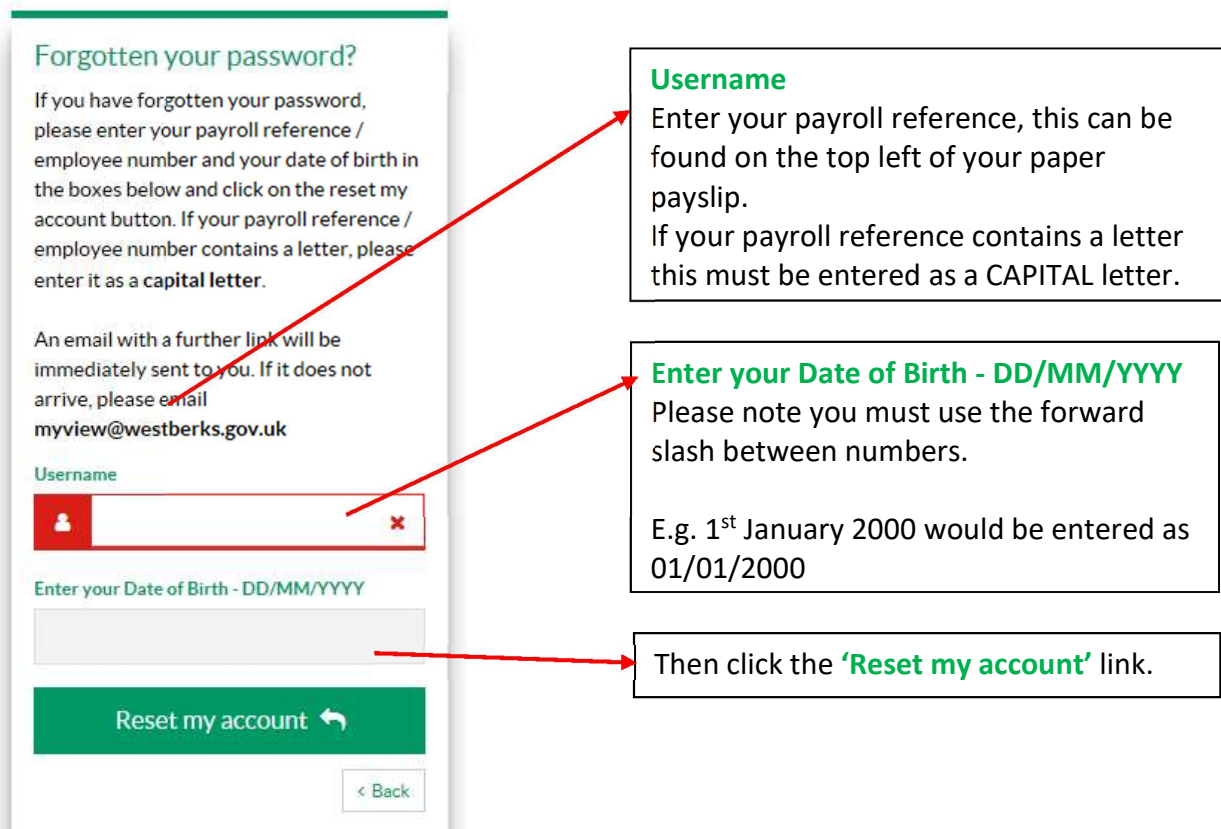 Forgotten your password?
If you have forgotten your password,
please enter your payroll reference /
employee number and your date of birth in
the boxes below and click on the reset my
account button. If your payroll reference /
employee number contains a letter, please
enter it as a capital letter.
An email with a further link will be
immediately sent to you. If it does not
arrive, please email
myview@westberks.gov.uk
Username
Enter your Date of Birth - DD/MM/YYYY
Reset my account
< Back
Username
Enter your payroll reference, this can be
found on the top left of your paper
payslip.
If your payroll reference contains a letter
this must be entered as a CAPITAL letter.
Enter your Date of Birth - DD/MM/YYYY
Please note you must use the forward
slash between numbers.
E.g. 1st January 2000 would be entered as
01/01/2000
Then click the ‘Reset my account’ link.